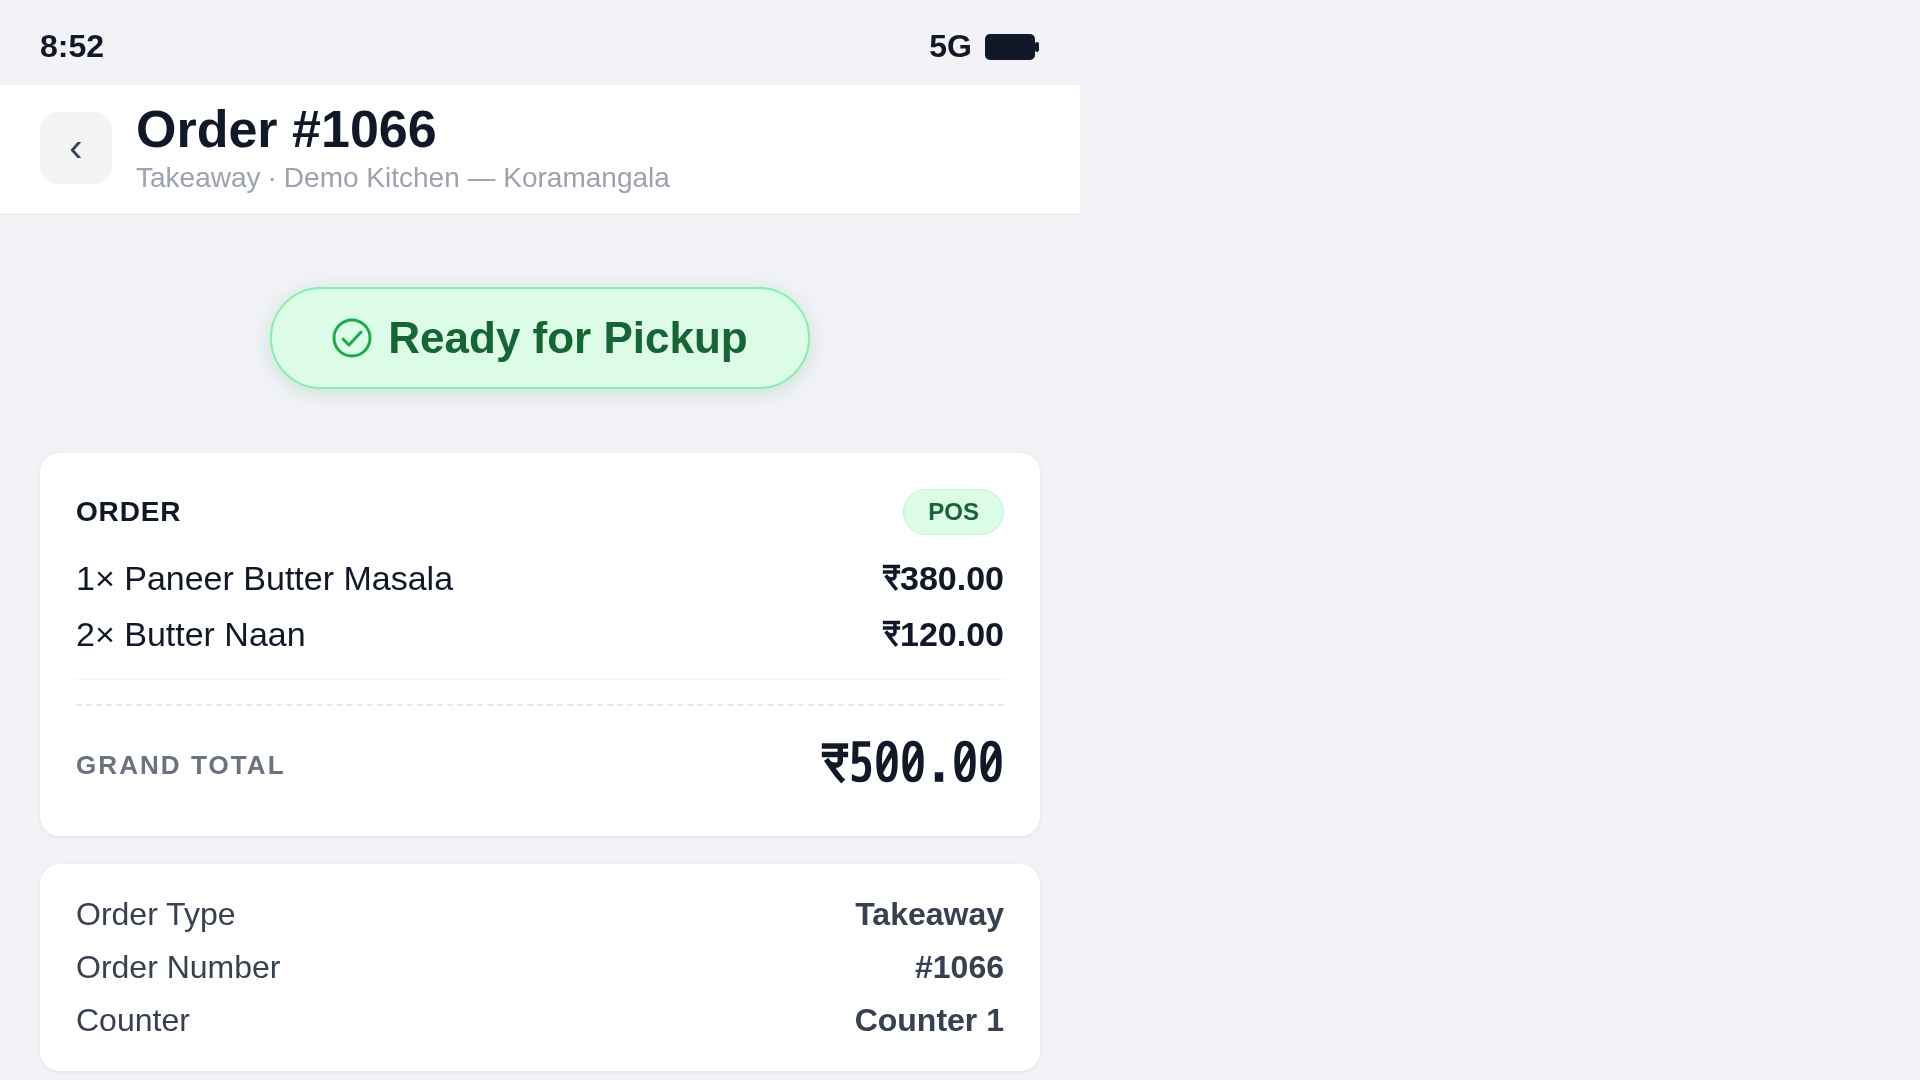 8:52 5G
‹
Order #1066
Takeaway · Demo Kitchen — Koramangala
Ready for Pickup
ORDER POS
1× Paneer Butter Masala ₹380.00
2× Butter Naan ₹120.00
GRAND TOTAL ₹500.00
Order Type Takeaway
Order Number #1066
Counter Counter 1